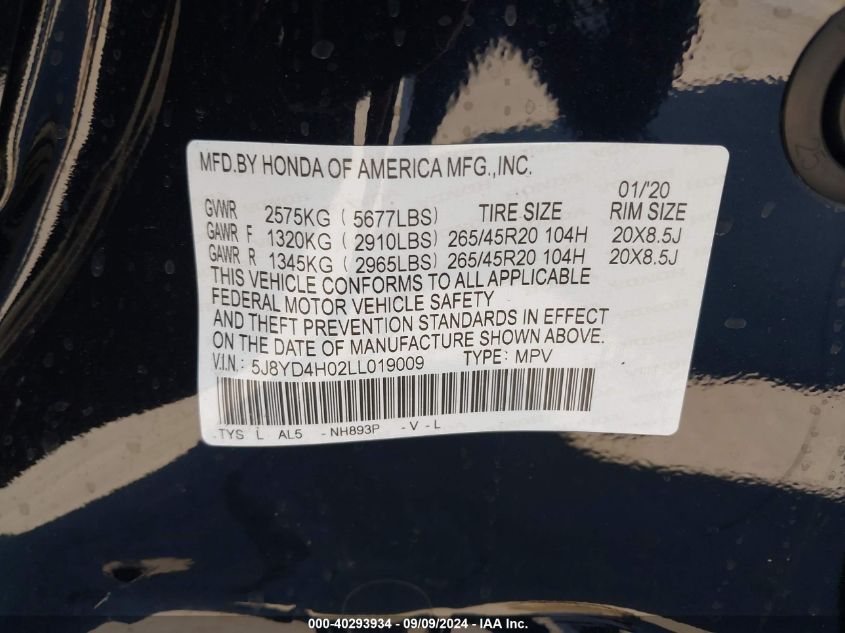 MFD.BY HONDA OF AMERICA MFG.,INC.
01/'20
GVWR 2575KG ( 5677LBS) TIRE SIZE RIM SIZE
GAWR F 1320KG ( 2910LBS) 265/45R20 104H 20X8.5J
GAWR R 1345KG ( 2965LBS) 265/45R20 104H 20X8.5J
THIS VEHICLE CONFORMS TO ALL APPLICABLE
FEDERAL MOTOR VEHICLE SAFETY
AND THEFT PREVENTION STANDARDS IN EFFECT
ON THE DATE OF MANUFACTURE SHOWN ABOVE.
V.I.N.: 5J8YD4H02LL019009 TYPE: MPV
TYS L AL5 - NH893P - V - L
000-40293934 - 09/09/2024 - IAA Inc.